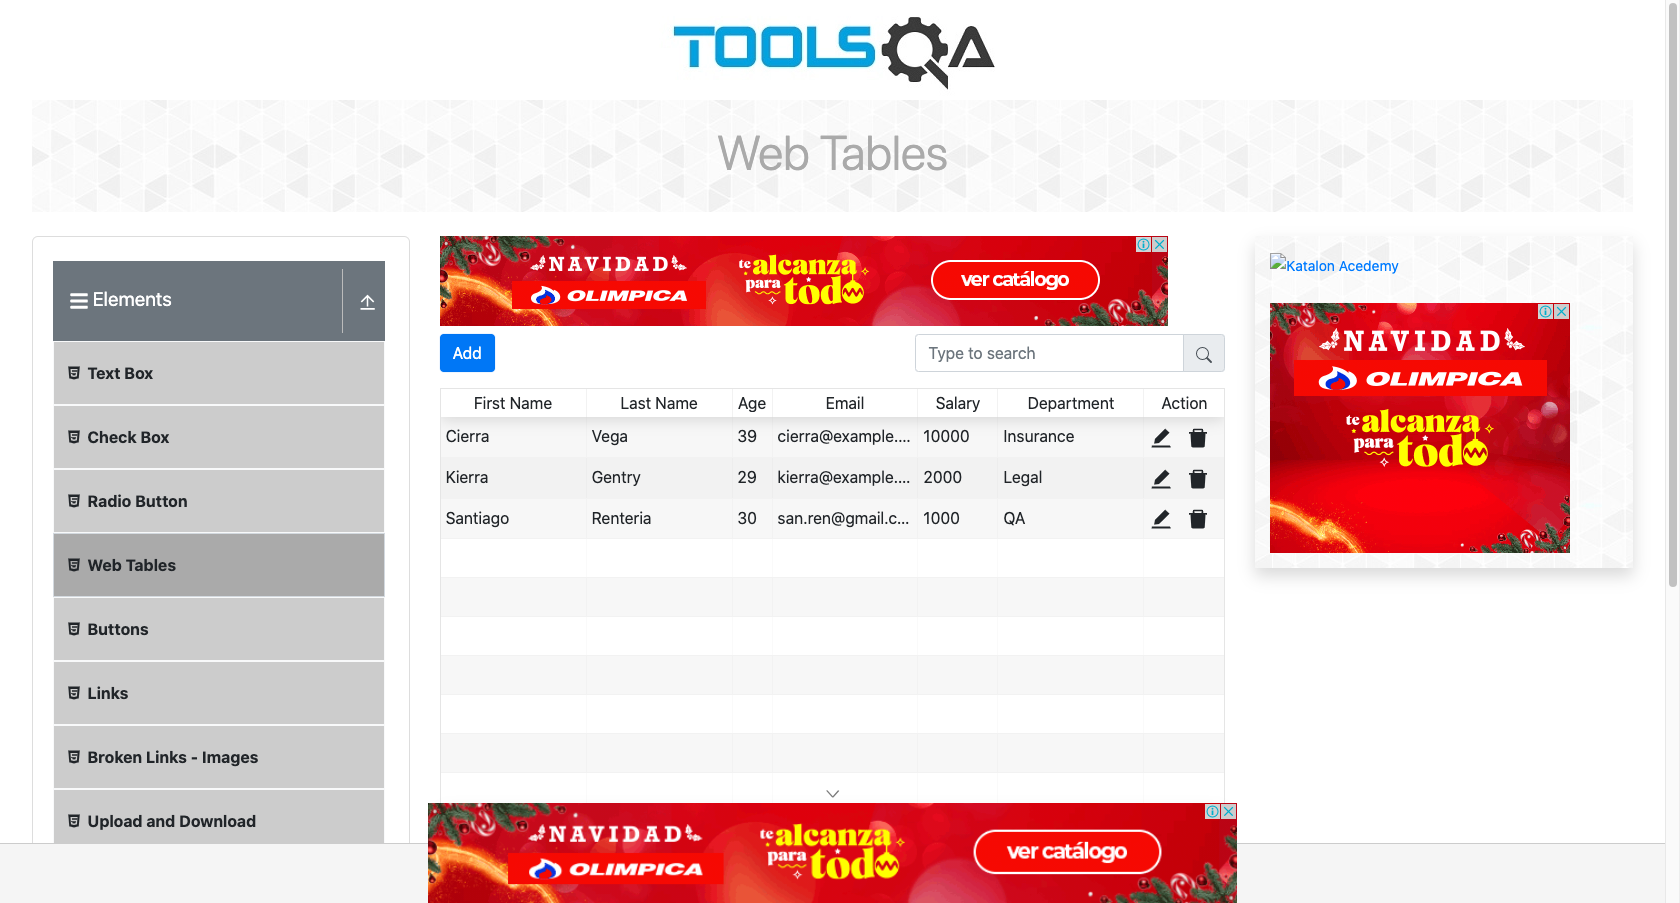 TOOLSQA
Web Tables
Elements
Text Box
Check Box
Radio Button
Web Tables
Buttons
Links
Broken Links - Images
Upload and Download
NAVIDAD
OLIMPICA
te alcanza
para todo
ver catálogo
Add
Type to search
First Name Last Name Age Email Salary Department Action
Cierra Vega 39 cierra@example.... 10000 Insurance
Kierra Gentry 29 kierra@example.... 2000 Legal
Santiago Renteria 30 san.ren@gmail.c... 1000 QA
Katalon Acedemy
NAVIDAD
OLIMPICA
te alcanza
para todo
NAVIDAD
OLIMPICA
te alcanza
para todo
ver catálogo